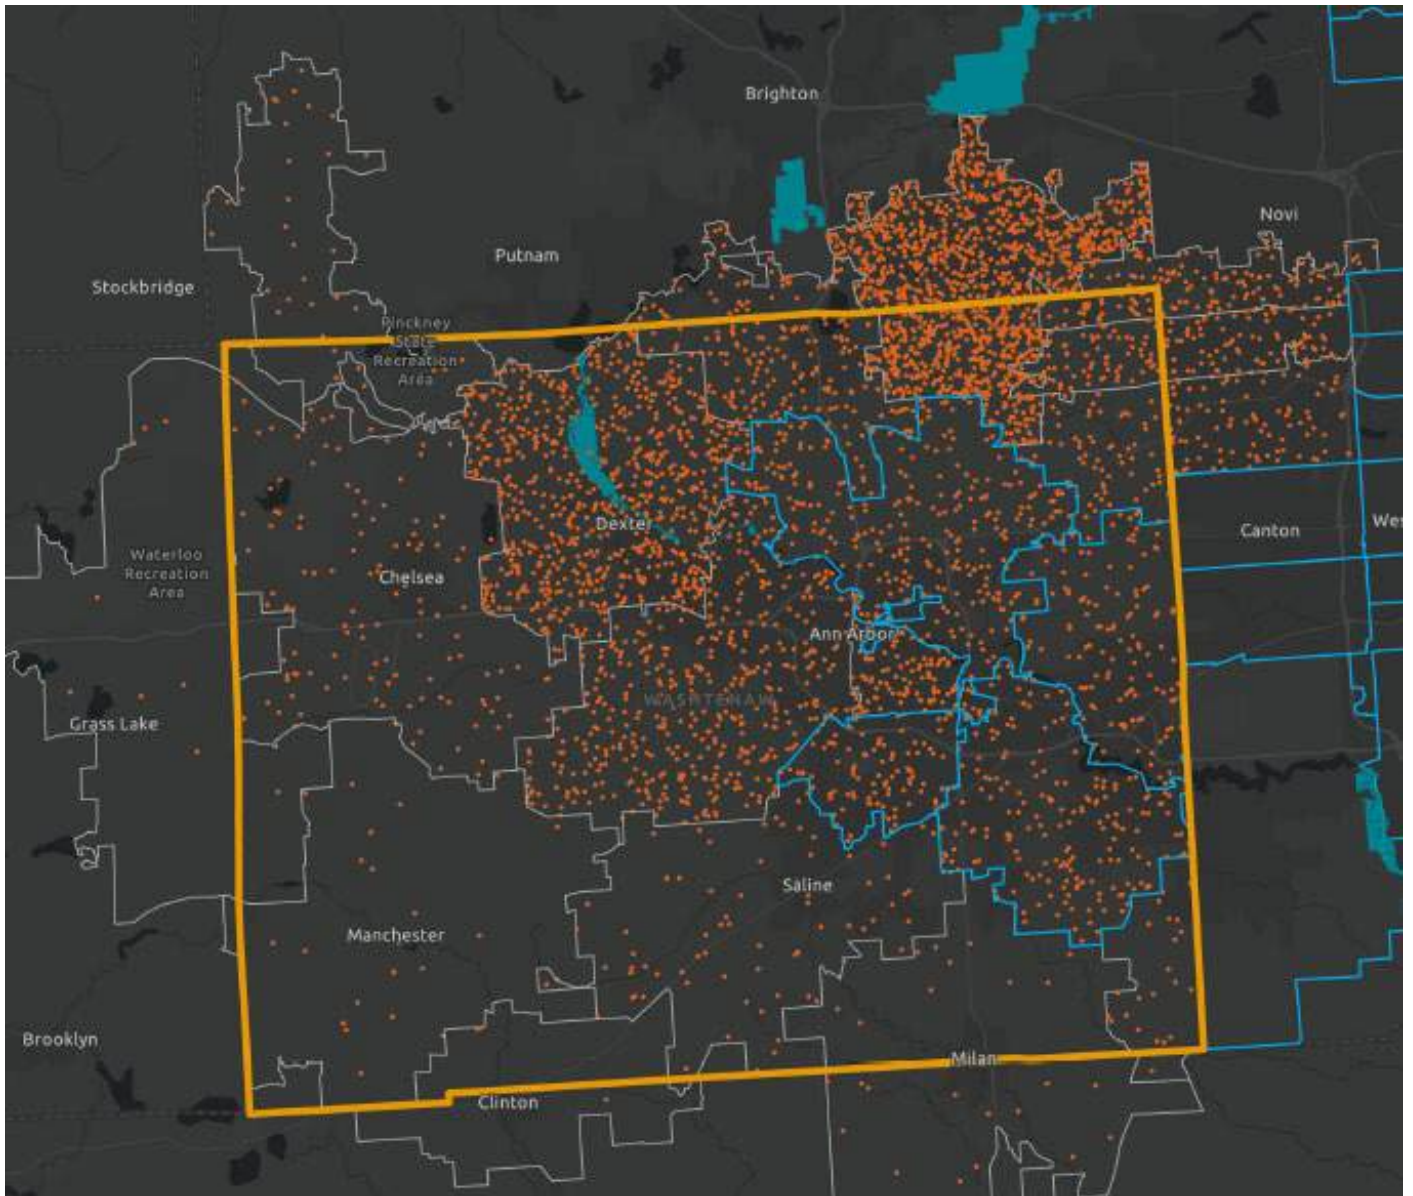 Brighton
Novi
Putnam
Stockbridge
Pinckney
State
Recreation
Area
Dexter
Canton
Waterloo
Recreation
Area
Chelsea
Ann Arbor
WASHTENAW
Grass Lake
Saline
Manchester
Brooklyn
Milan
Clinton